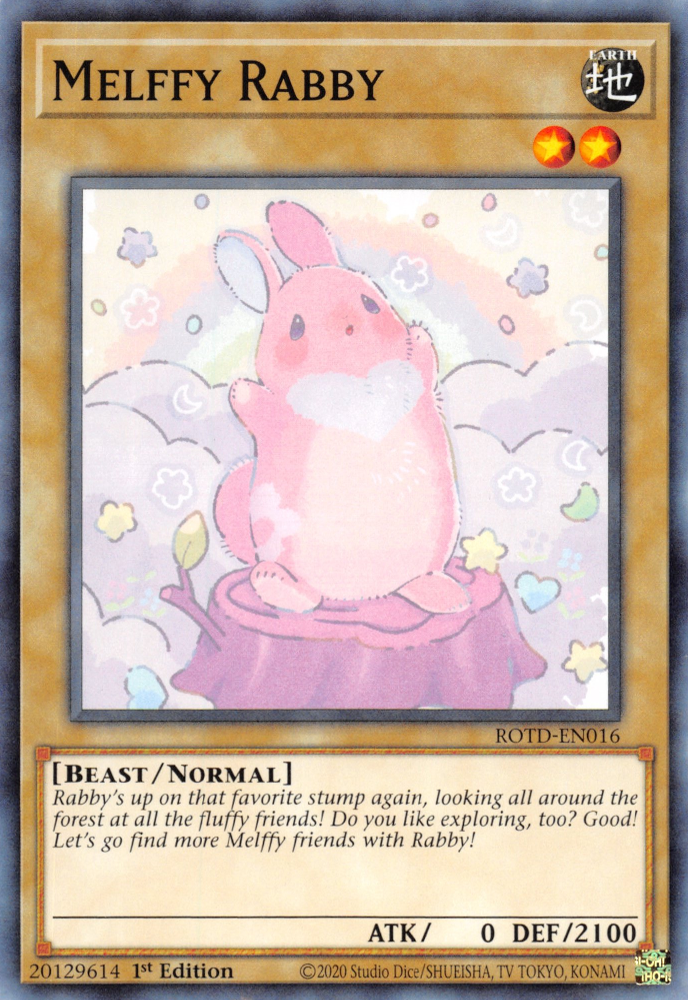 MELFFY RABBY
EARTH
地
ROTD-EN016
[BEAST/NORMAL]
Rabby's up on that favorite stump again, looking all around the
forest at all the fluffy friends! Do you like exploring, too? Good!
Let's go find more Melffy friends with Rabby!
ATK/ 0 DEF/2100
20129614 1st Edition ©2020 Studio Dice/SHUEISHA, TV TOKYO, KONAMI